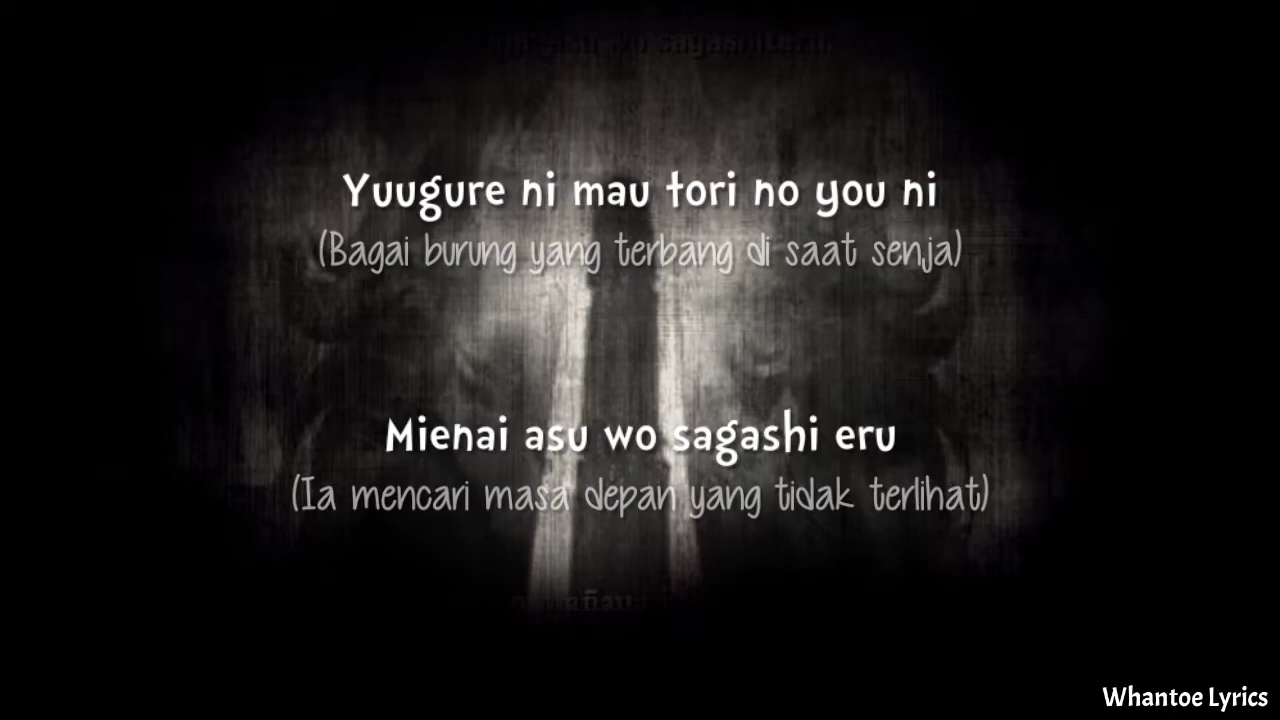 Yuugure ni mau tori no you ni
(Bagai burung yang terbang di saat senja)
Mienai asu wo sagashi eru
(Ia mencari masa depan yang tidak terlihat)
Whantoe Lyrics